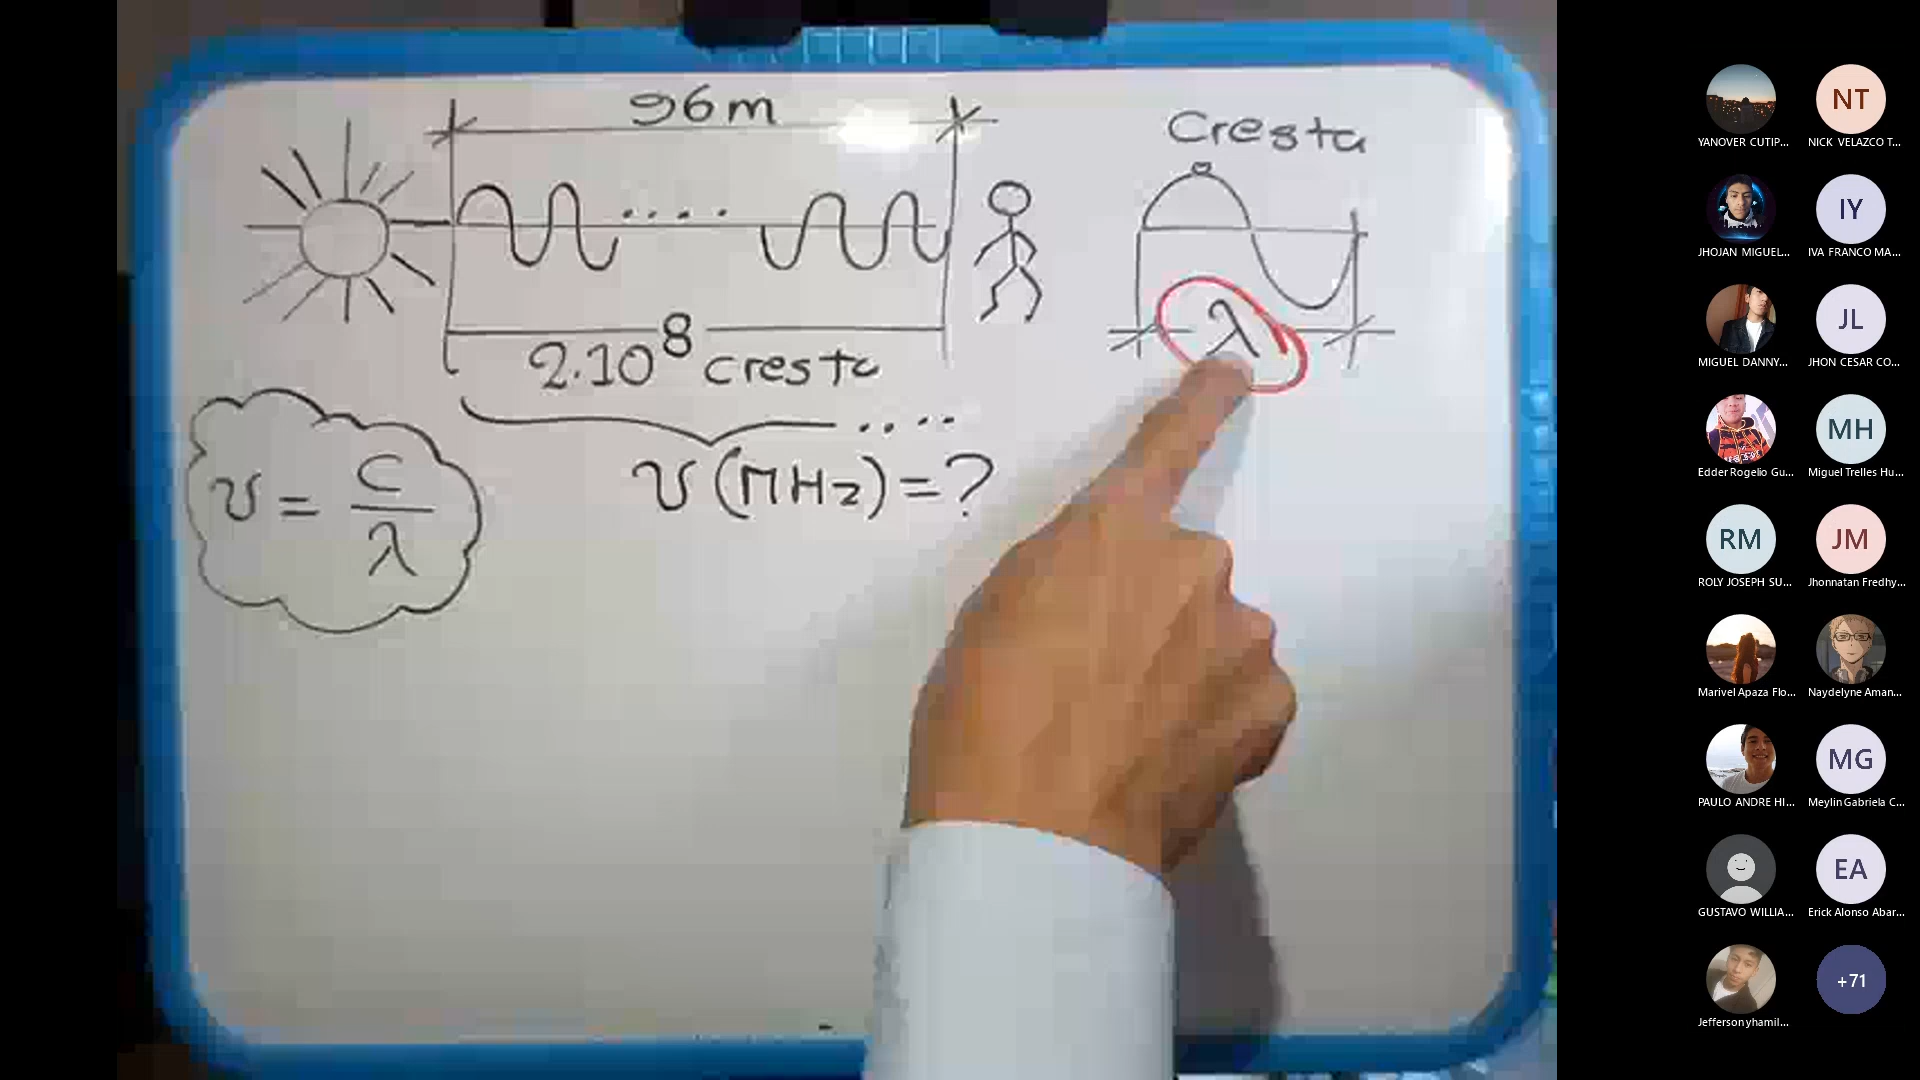 96m
Cresta
λ
2.10⁸ cresta
ν = c/λ
ν (MHz) = ?
YANOVER CUTIP...
NT
NICK VELAZCO T...
JHOJAN MIGUEL...
IY
IVA FRANCO MA...
MIGUEL DANNY...
JL
JHON CESAR CO...
Edder Rogelio Gu...
MH
Miguel Trelles Hu...
RM
ROLY JOSEPH SU...
JM
Jhonnatan Fredhy...
Marivel Apaza Flo...
Naydelyne Aman...
PAULO ANDRE HI...
MG
Meylin Gabriela C...
GUSTAVO WILLIA...
EA
Erick Alonso Abar...
Jefferson yhamil...
+71